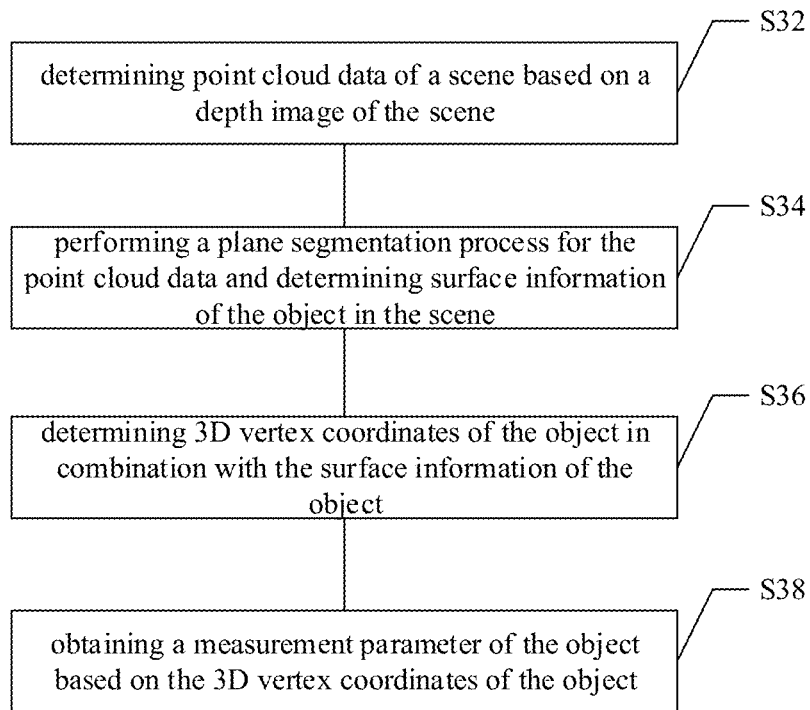 S32
determining point cloud data of a scene based on a
depth image of the scene
S34
performing a plane segmentation process for the
point cloud data and determining surface information
of the object in the scene
S36
determining 3D vertex coordinates of the object in
combination with the surface information of the
object
S38
obtaining a measurement parameter of the object
based on the 3D vertex coordinates of the object